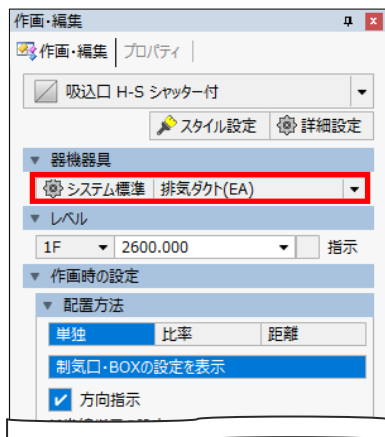 作画・編集
作画・編集 プロパティ
吸込口 H-S シャッター付
スタイル設定 詳細設定
器機器具
システム標準 排気ダクト(EA)
レベル
1F 2600.000 指示
作画時の設定
配置方法
単独 比率 距離
制気口・BOXの設定を表示
方向指示